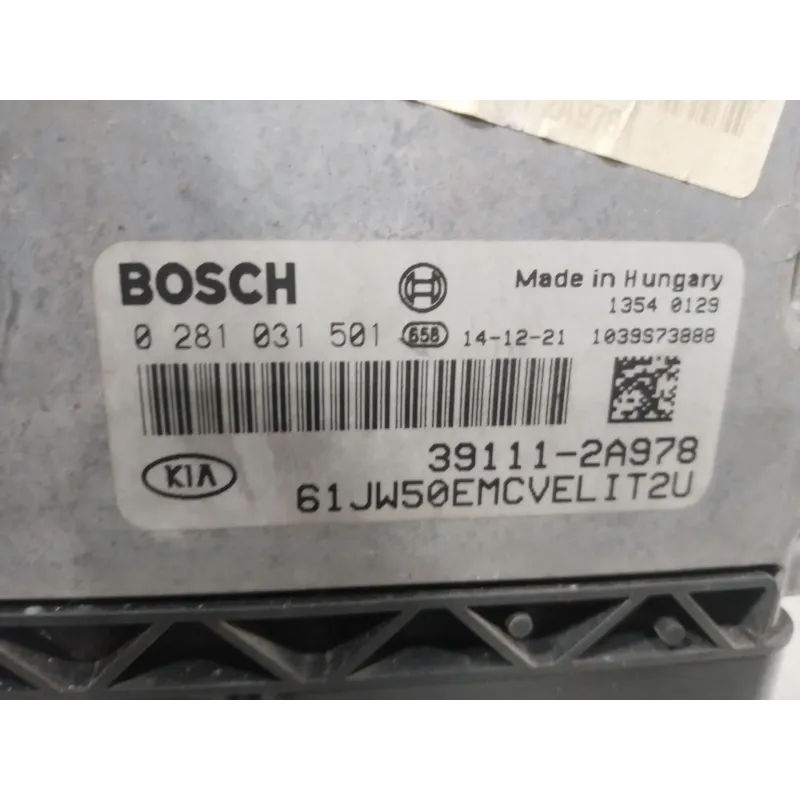 2A978
BOSCH
Made in Hungary
1354 0129
0 281 031 501 658 14-12-21 1039S73888
39111-2A978
KIA
61JW50EMCVELIT2U